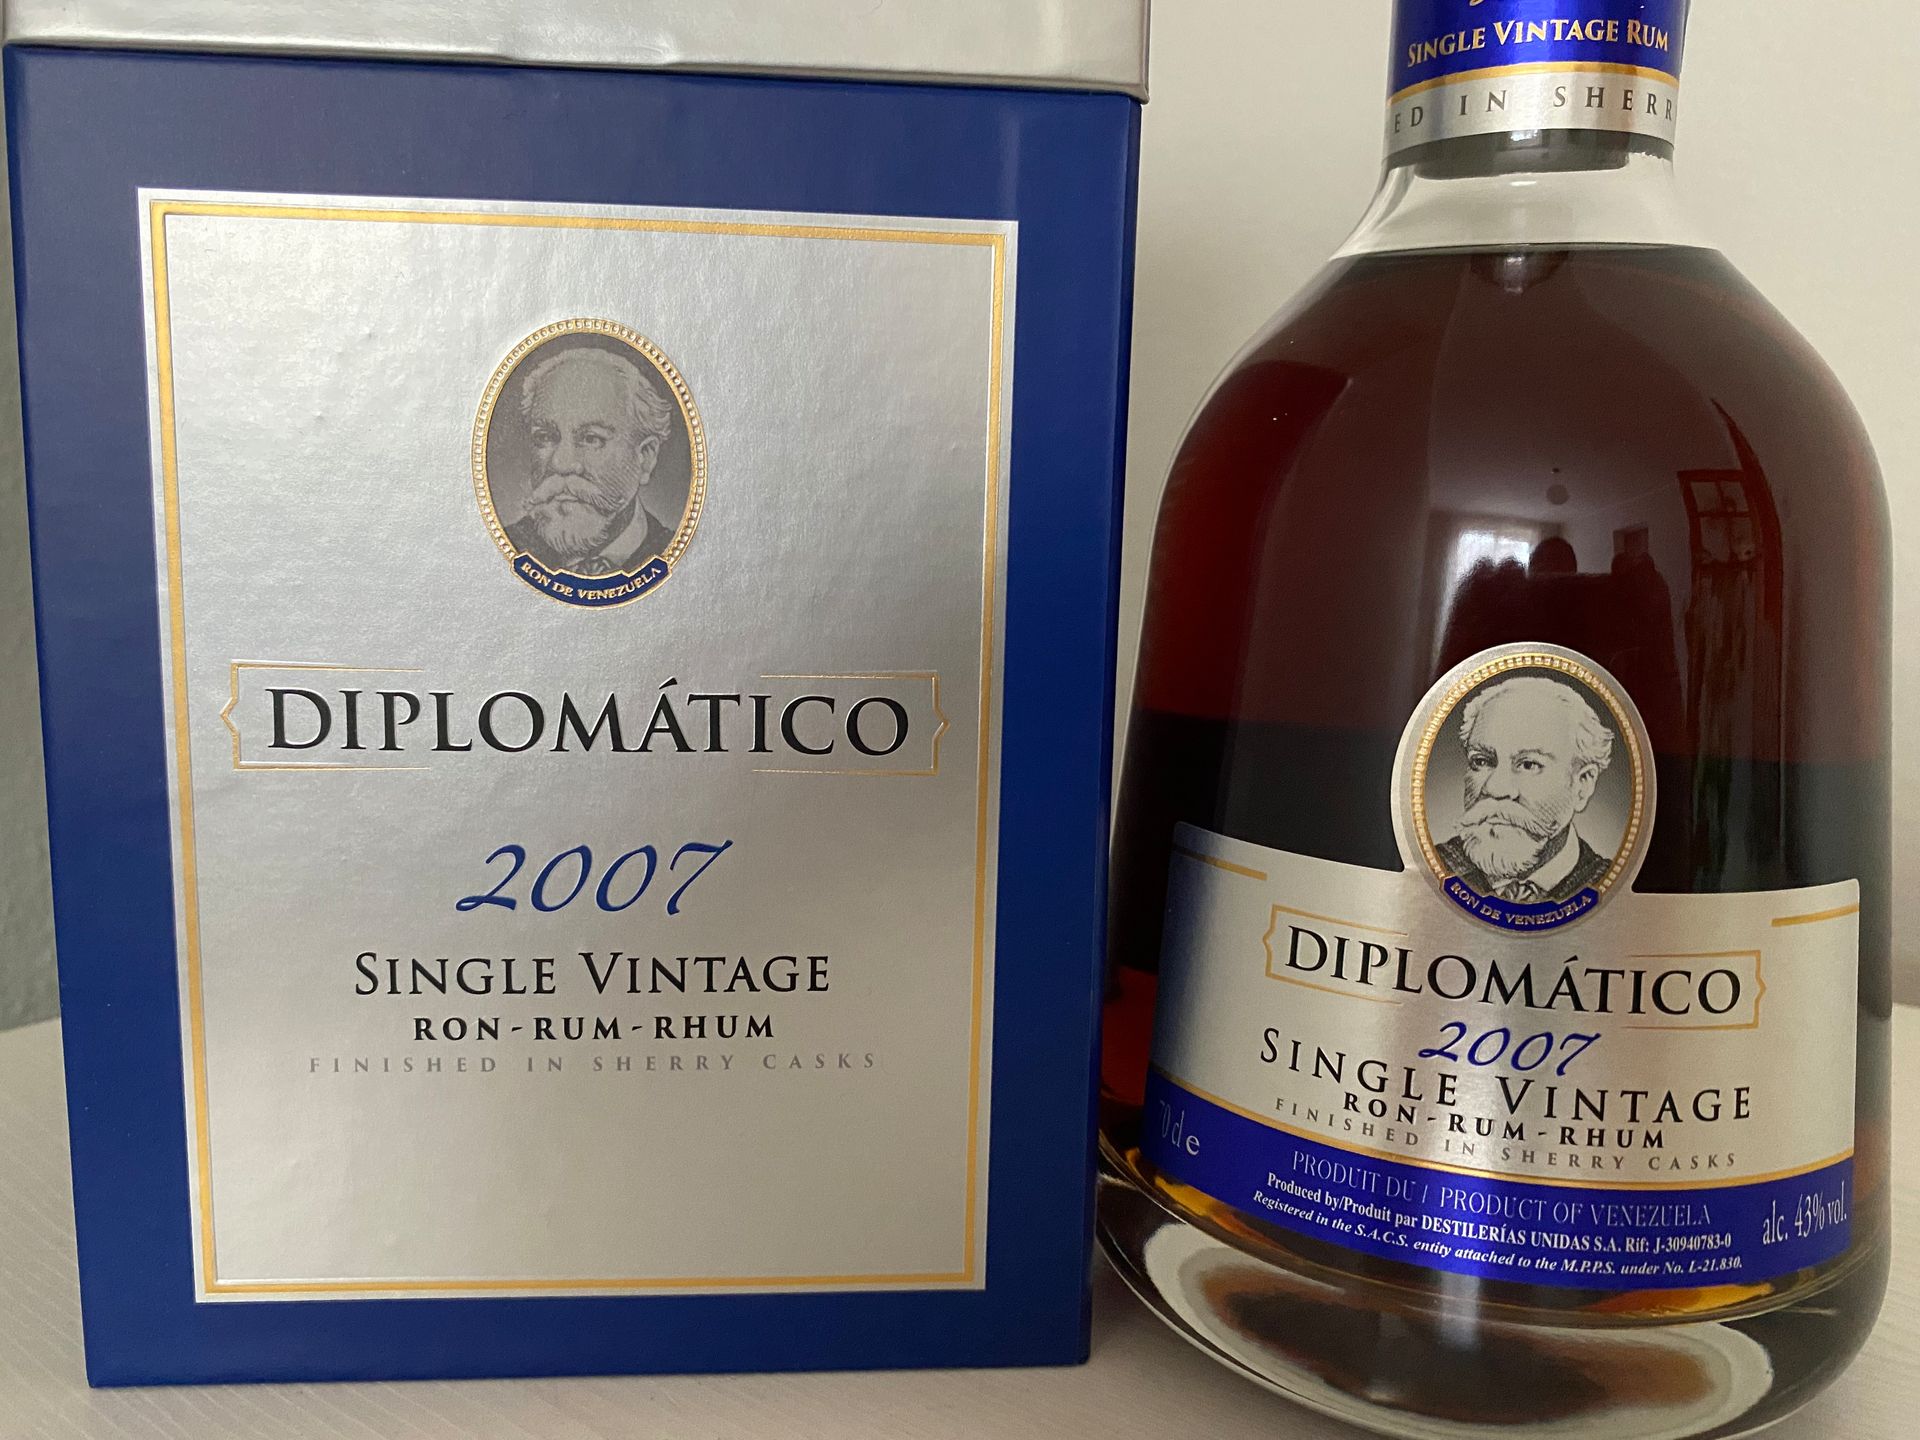 RON DE VENEZUELA
DIPLOMÁTICO
2007
SINGLE VINTAGE
RON-RUM-RHUM
FINISHED IN SHERRY CASKS
SINGLE VINTAGE RUM
ED IN SHERR
RON DE VENEZUELA
DIPLOMÁTICO
2007
SINGLE VINTAGE
RON-RUM-RHUM
FINISHED IN SHERRY CASKS
70 cl e
PRODUIT DU / PRODUCT OF VENEZUELA
Produced by/Produit par DESTILERÍAS UNIDAS S.A. Rif: J-30940783-0
Registered in the S.A.C.S. entity attached to the M.P.P.S. under No. L-21.830.
alc. 43% vol.